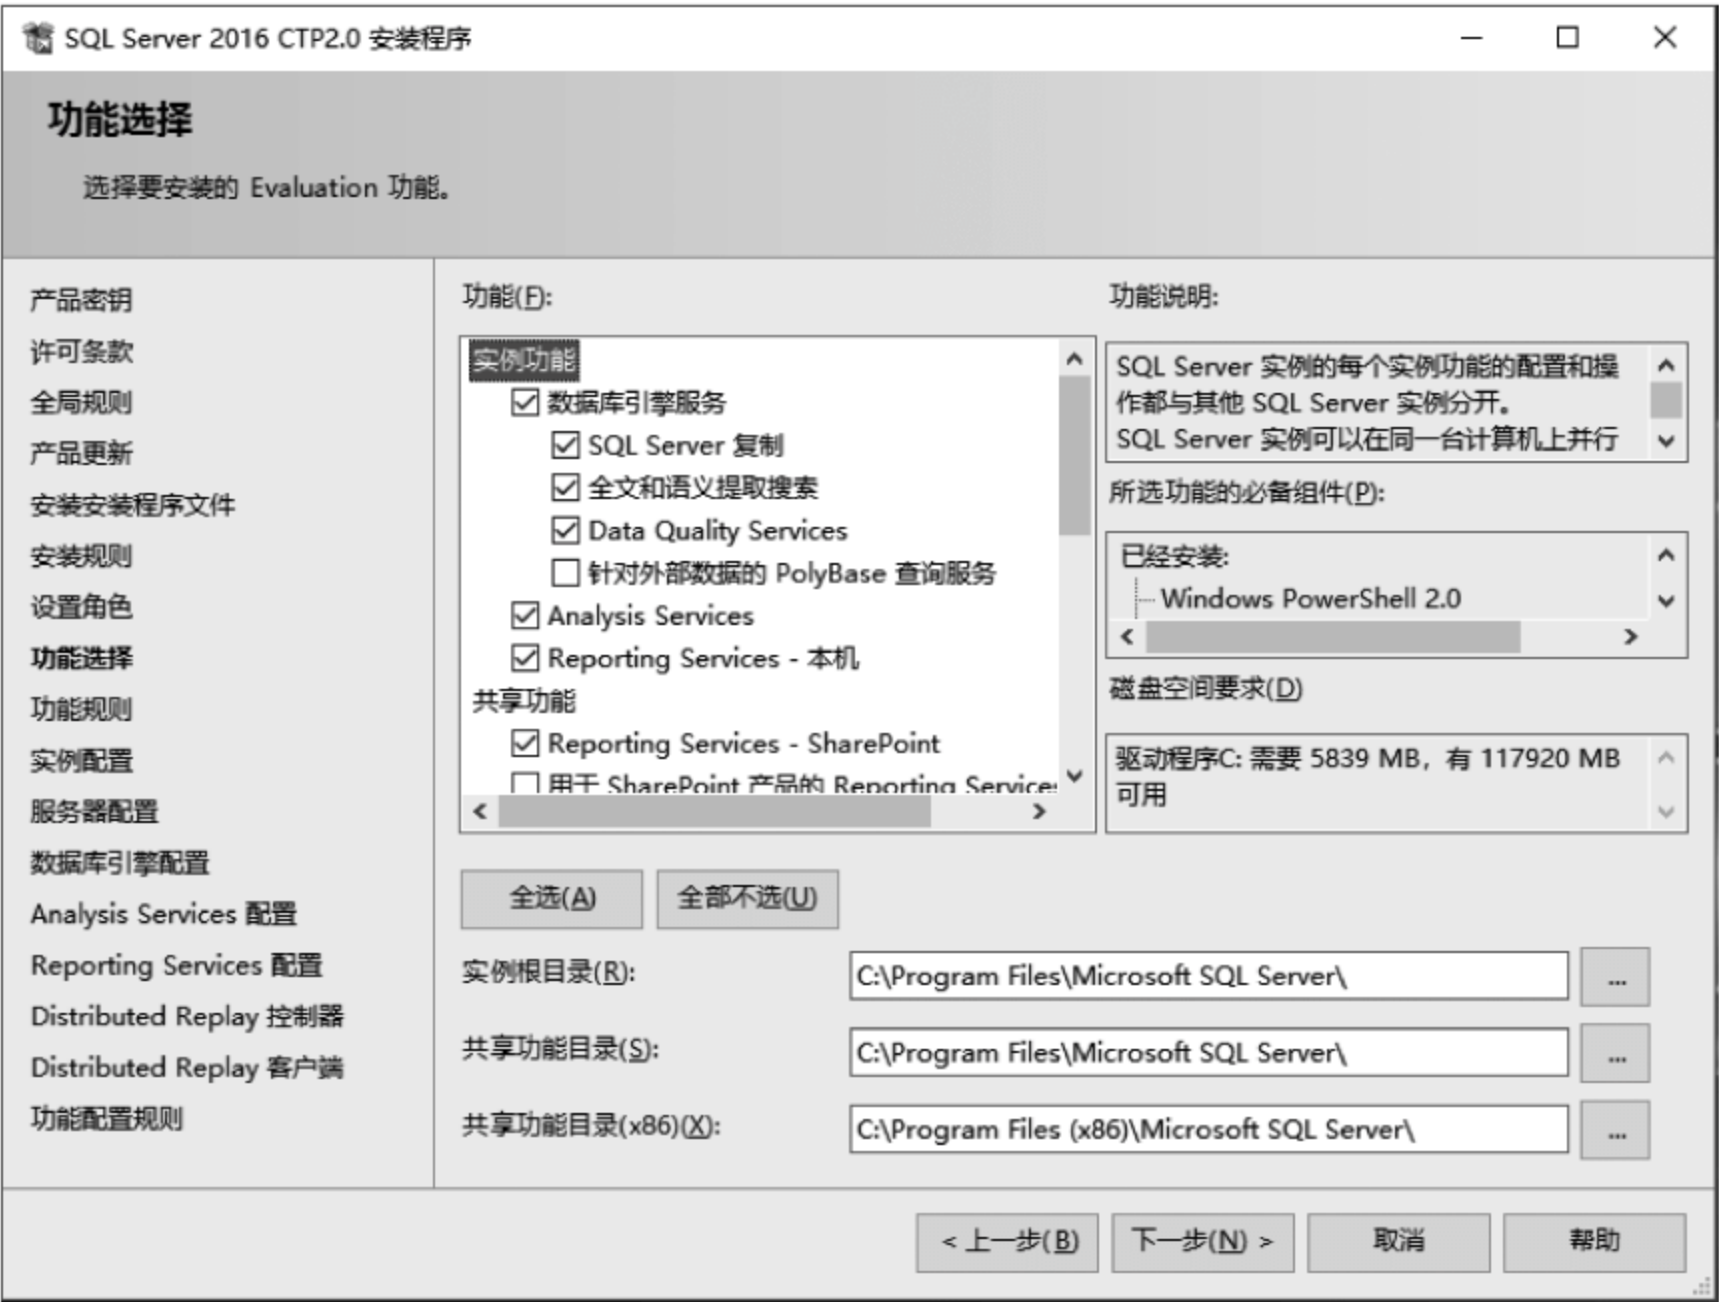 SQL Server 2016 CTP2.0 安装程序
功能选择
选择要安装的 Evaluation 功能。
产品密钥
许可条款
全局规则
产品更新
安装安装程序文件
安装规则
设置角色
功能选择
功能规则
实例配置
服务器配置
数据库引擎配置
Analysis Services 配置
Reporting Services 配置
Distributed Replay 控制器
Distributed Replay 客户端
功能配置规则
功能(F):
实例功能
数据库引擎服务
SQL Server 复制
全文和语义提取搜索
Data Quality Services
针对外部数据的 PolyBase 查询服务
Analysis Services
Reporting Services - 本机
共享功能
Reporting Services - SharePoint
用于 SharePoint 产品的 Reporting Services
功能说明:
SQL Server 实例的每个实例功能的配置和操
作都与其他 SQL Server 实例分开。
SQL Server 实例可以在同一台计算机上并行
所选功能的必备组件(P):
已经安装:
Windows PowerShell 2.0
磁盘空间要求(D)
驱动程序C: 需要 5839 MB，有 117920 MB
可用
全选(A)
全部不选(U)
实例根目录(R):
C:\Program Files\Microsoft SQL Server\
...
共享功能目录(S):
C:\Program Files\Microsoft SQL Server\
...
共享功能目录(x86)(X):
C:\Program Files (x86)\Microsoft SQL Server\
...
< 上一步(B)
下一步(N) >
取消
帮助